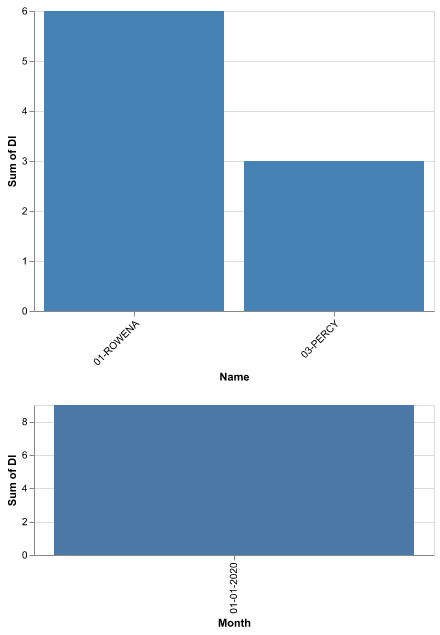 6
5
4
3
2
1
0
Sum of DI
01-ROWENA
03-PERCY
Name
8
6
4
2
0
Sum of DI
01-01-2020
Month